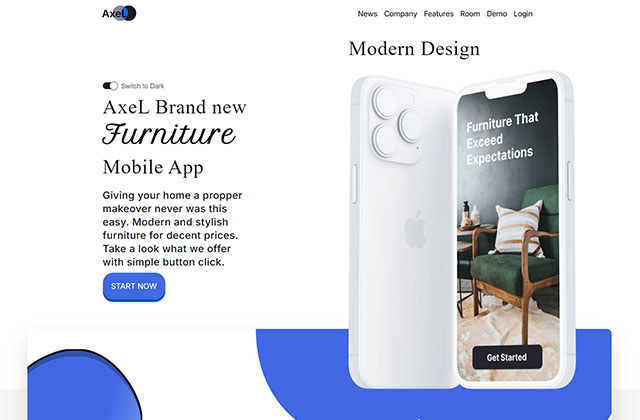 AxeL
News Company Features Room Demo Login
Modern Design
Switch to Dark
AxeL Brand new
Furniture
Mobile App
Giving your home a propper
makeover never was this
easy. Modern and stylish
furniture for decent prices.
Take a look what we offer
with simple button click.
START NOW
Furniture That
Exceed
Expectations
Get Started